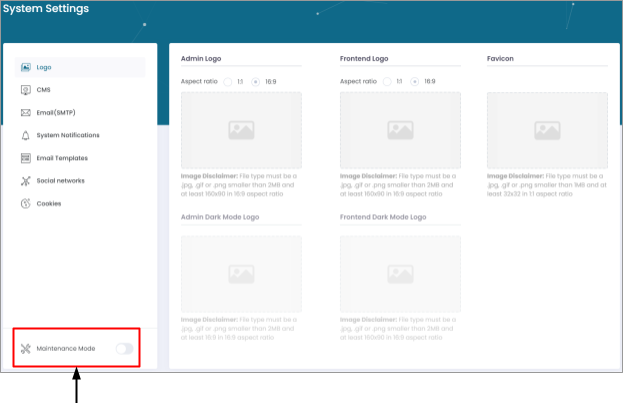 System Settings
Logo
CMS
Email(SMTP)
System Notifications
Email Templates
Social networks
Cookies
Maintenance Mode
Admin Logo
Aspect ratio 1:1 16:9
Image Disclaimer: File type must be a
.jpg, .gif or .png smaller than 2MB and
at least 160x90 in 16:9 aspect ratio
Admin Dark Mode Logo
Image Disclaimer: File type must be a
.jpg, .gif or .png smaller than 2MB and
at least 16:9 in 16:9 aspect ratio
Frontend Logo
Aspect ratio 1:1 16:9
Image Disclaimer: File type must be a
.jpg, .gif or .png smaller than 2MB and
at least 160x90 in 16:9 aspect ratio
Frontend Dark Mode Logo
Image Disclaimer: File type must be a
.jpg, .gif or .png smaller than 2MB and
at least 160x90 in 16:9 aspect ratio
Favicon
Image Disclaimer: File type must be a
.jpg, .gif or .png smaller than 1MB and at
least 32x32 in 1:1 aspect ratio